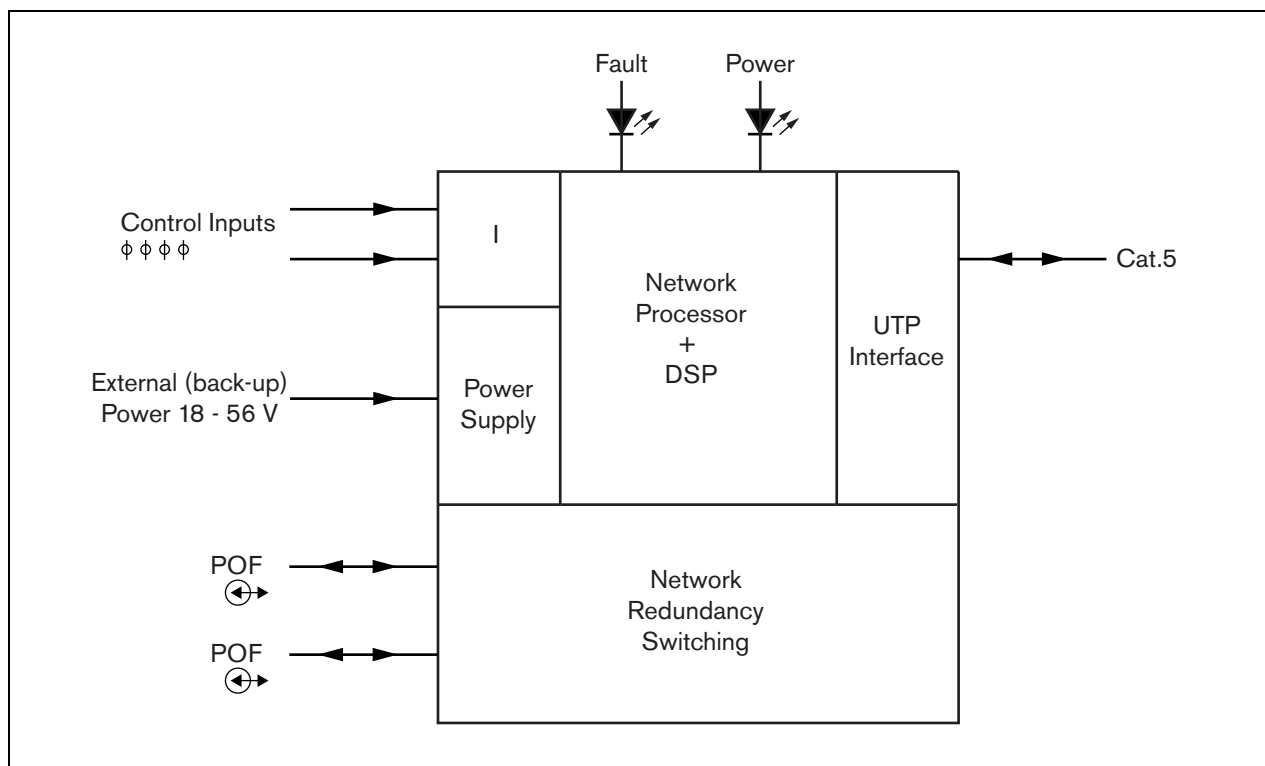 Fault
Power
Control Inputs
I
Network
Processor
+
DSP
UTP
Interface
Cat.5
External (back-up)
Power 18 - 56 V
Power
Supply
POF
POF
Network
Redundancy
Switching